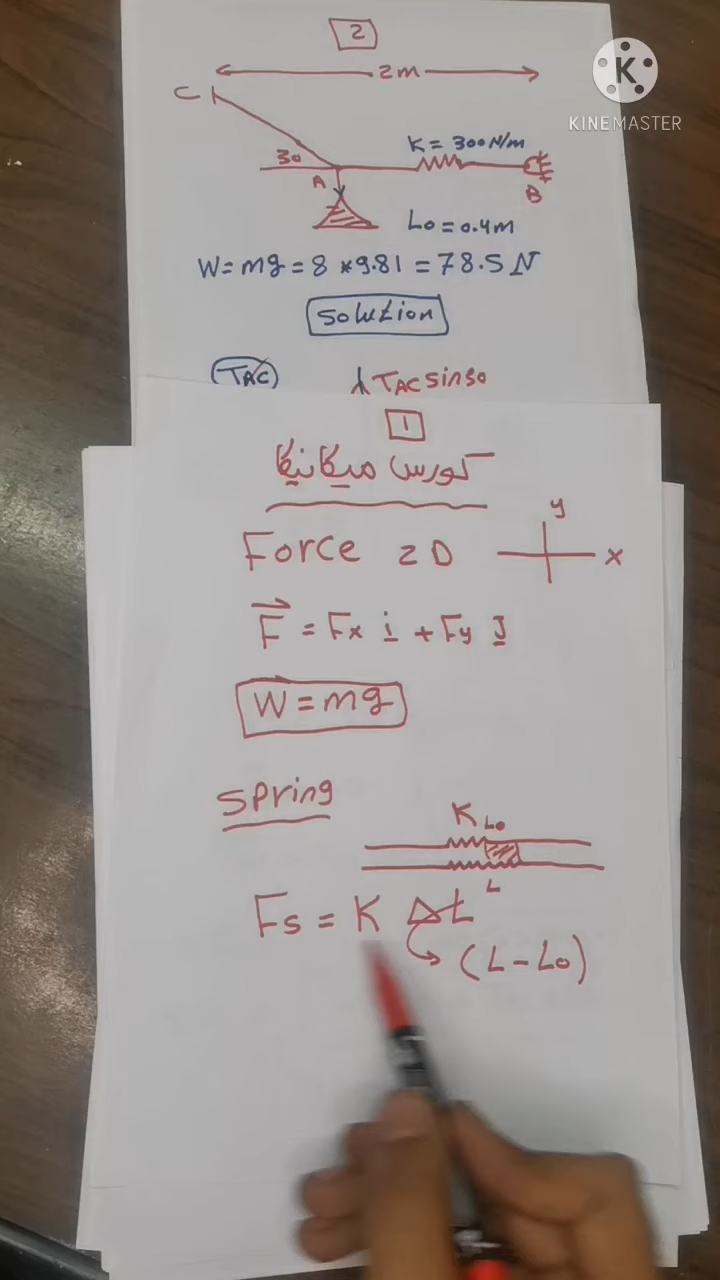 2
2m
K
KINEMASTER
C
30
K = 300N/m
A
B
Lo = 0.4m
W = mg = 8 * 9.81 = 78.5 N
Solution
TAC
TAC sin30
1
كورس ميكانيكا
Force 2D
y
x
F = Fx i + Fy J
W = mg
Spring
K Lo
L
Fs = K ΔL
(L - Lo)